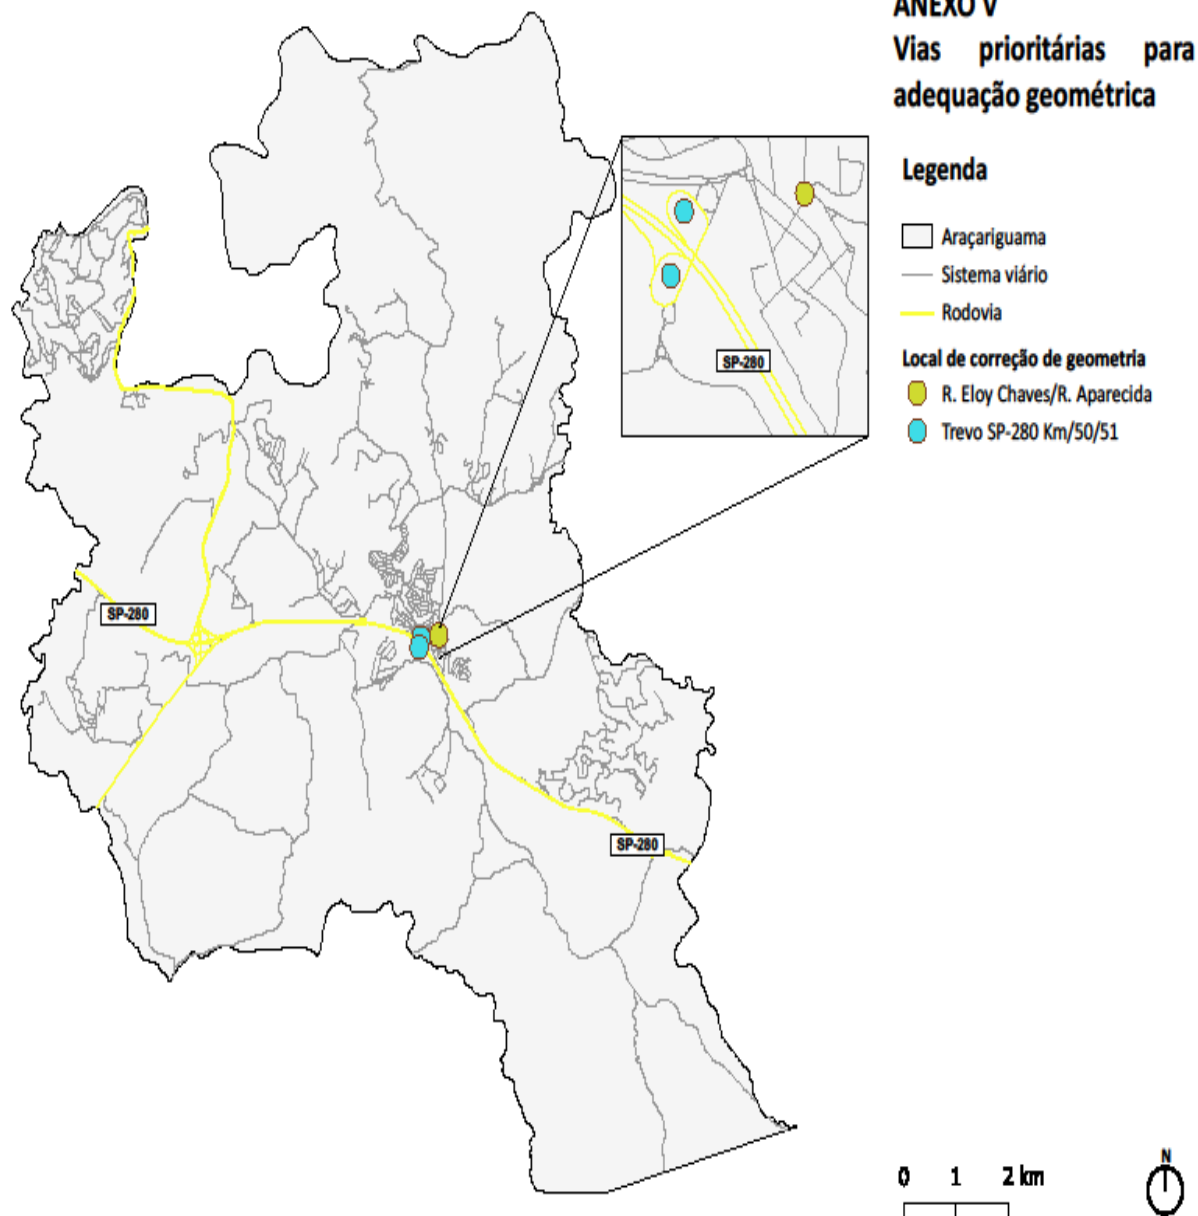 ANEXO V
Vias prioritárias para
adequação geométrica
Legenda
Araçariguama
Sistema viário
Rodovia
Local de correção de geometria
R. Eloy Chaves/R. Aparecida
Trevo SP-280 Km/50/51
SP-280
SP-280
SP-280
0 1 2 km
N